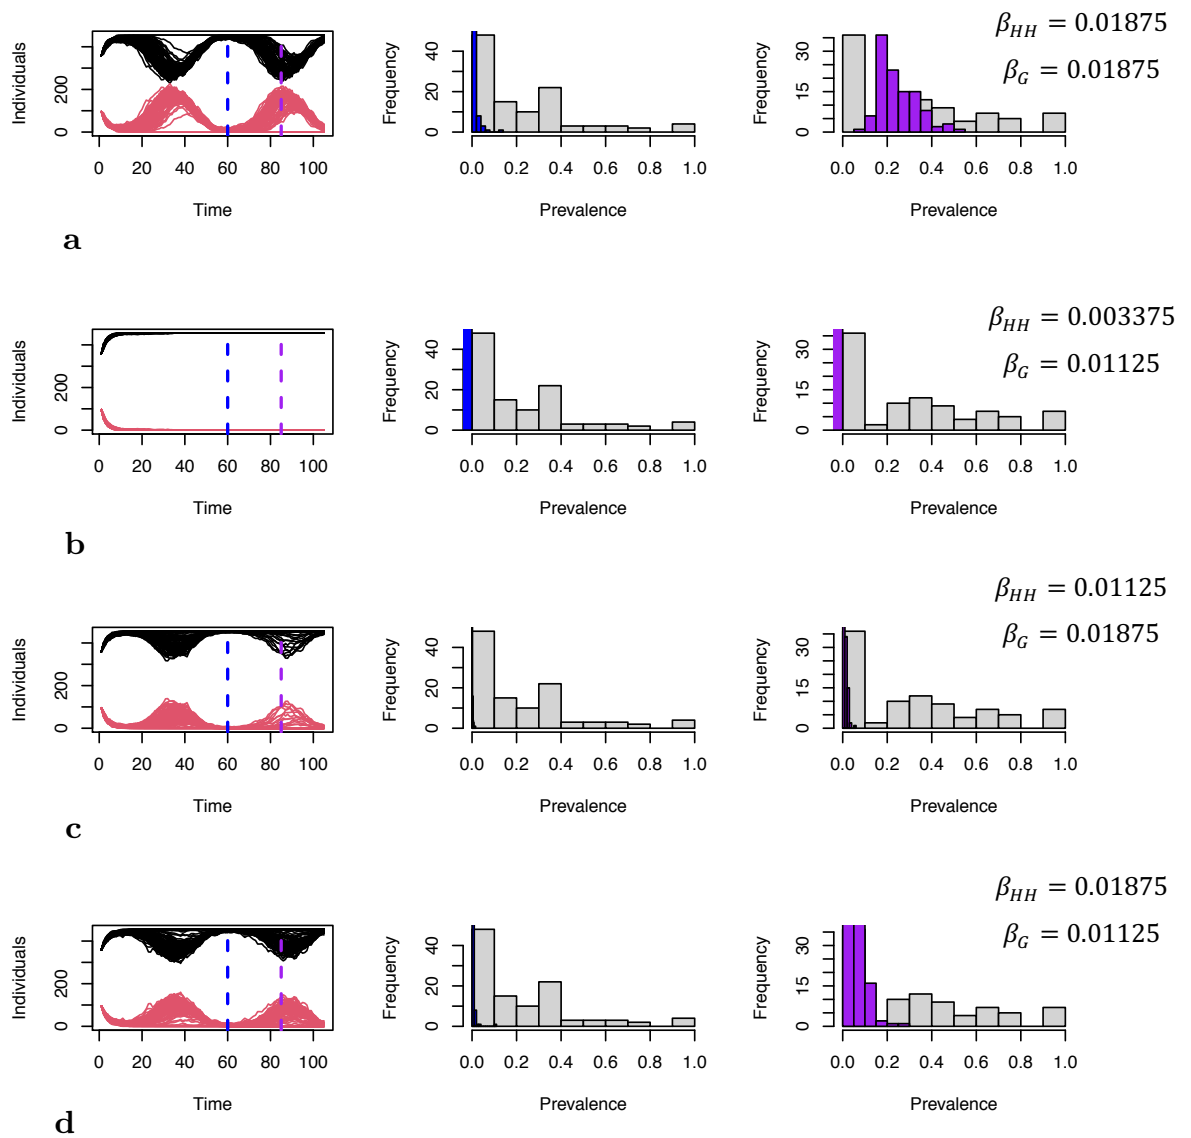 Individuals
0 200
0 20 40 60 80 100
Time
Frequency
0 20 40
0.0 0.2 0.4 0.6 0.8 1.0
Prevalence
Frequency
0 15 30
0.0 0.2 0.4 0.6 0.8 1.0
Prevalence
β_HH = 0.01875
β_G = 0.01875
a
Individuals
0 200
0 20 40 60 80 100
Time
Frequency
0 20 40
0.0 0.2 0.4 0.6 0.8 1.0
Prevalence
Frequency
0 15 30
0.0 0.2 0.4 0.6 0.8 1.0
Prevalence
β_HH = 0.003375
β_G = 0.01125
b
Individuals
0 200
0 20 40 60 80 100
Time
Frequency
0 20 40
0.0 0.2 0.4 0.6 0.8 1.0
Prevalence
Frequency
0 15 30
0.0 0.2 0.4 0.6 0.8 1.0
Prevalence
β_HH = 0.01125
β_G = 0.01875
c
Individuals
0 200
0 20 40 60 80 100
Time
Frequency
0 20 40
0.0 0.2 0.4 0.6 0.8 1.0
Prevalence
Frequency
0 15 30
0.0 0.2 0.4 0.6 0.8 1.0
Prevalence
β_HH = 0.01875
β_G = 0.01125
d